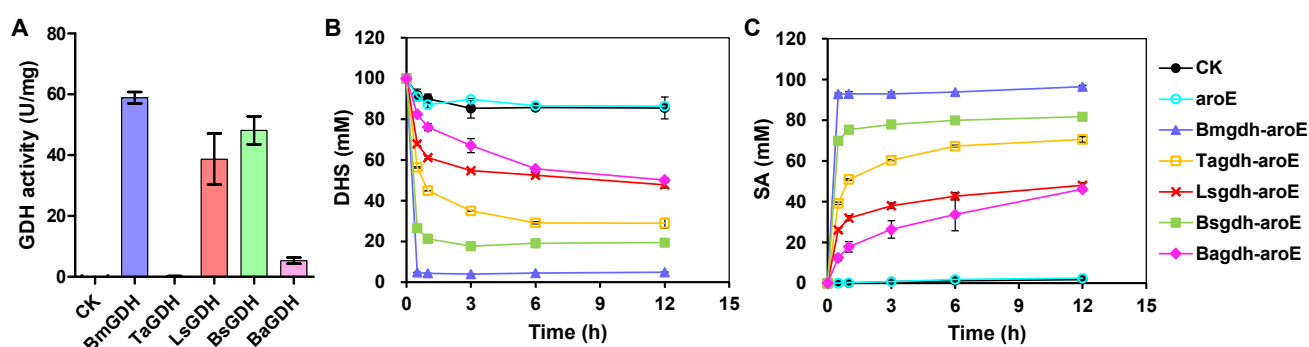 A
GDH activity (U/mg)
80
60
40
20
0
CK
BmGDH
TaGDH
LsGDH
BsGDH
BaGDH
B
DHS (mM)
120
100
80
60
40
20
0
0 3 6 9 12 15
Time (h)
C
SA (mM)
120
100
80
60
40
20
0
0 3 6 9 12 15
Time (h)
CK
aroE
Bmgdh-aroE
Tagdh-aroE
Lsgdh-aroE
Bsgdh-aroE
Bagdh-aroE